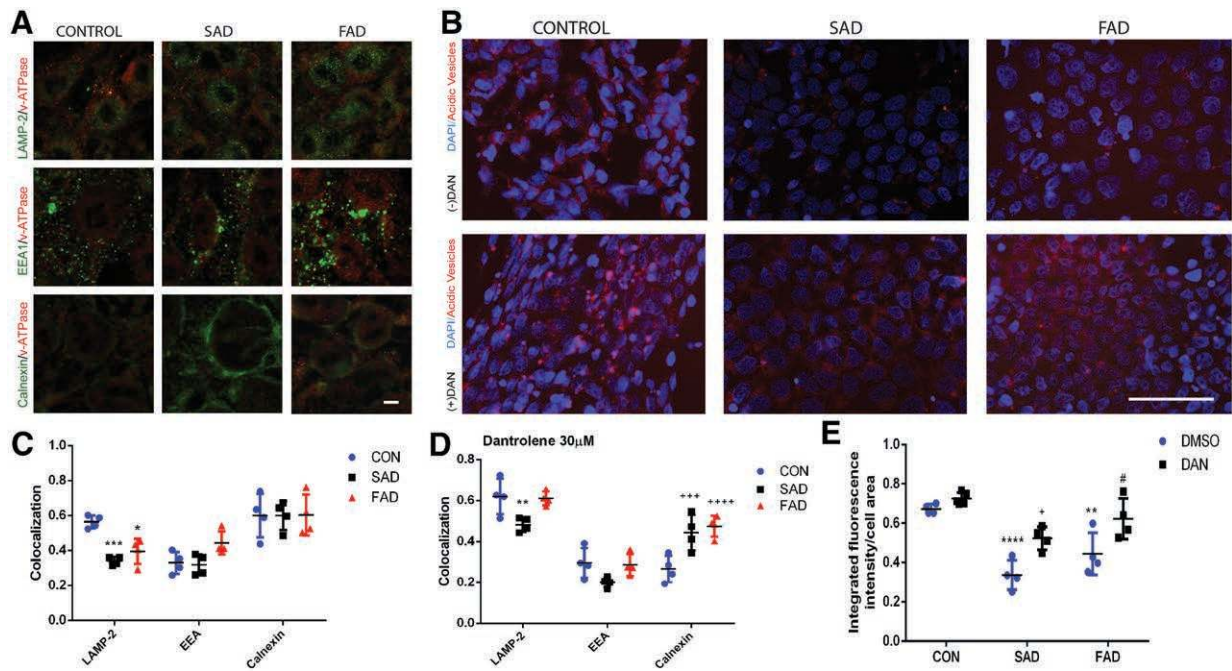 A
CONTROL SAD FAD
LAMP-2/v-ATPase
EEA1/v-ATPase
Calnexin/v-ATPase
B
CONTROL SAD FAD
DAPI/Acidic Vesicles
(-)DAN
DAPI/Acidic Vesicles
(+)DAN
C
Colocalization
1.0
0.8
0.6
0.4
0.2
0.0
***
*
LAMP-2 EEA Calnexin
CON
SAD
FAD
D
Dantrolene 30μM
Colocalization
0.8
0.6
0.4
0.2
0.0
**
+++
++++
LAMP-2 EEA Calnexin
CON
SAD
FAD
E
Integrated fluorescence
intensity/cell area
1.0
0.8
0.6
0.4
0.2
0.0
****
+
**
#
CON SAD FAD
DMSO
DAN